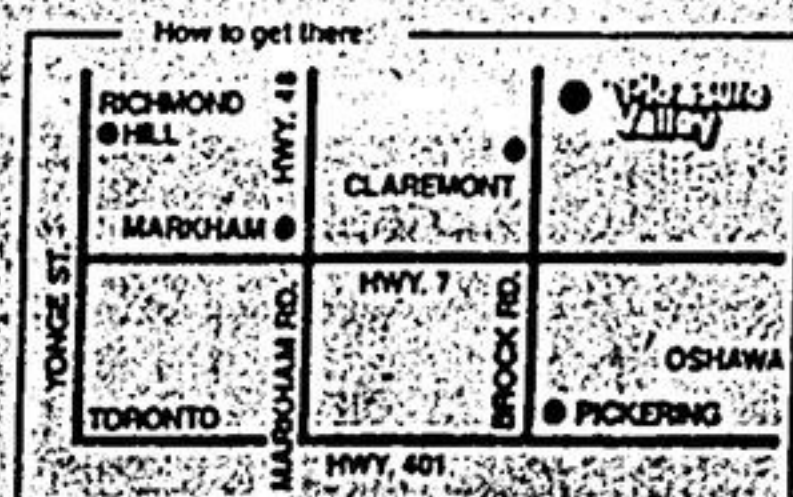 How to get there:
RICHMOND
HILL
HWY. 48
Pleasure
Valley
CLAREMONT
MARKHAM
YONGE ST.
HWY. 7
MARKHAM RD.
BROCK RD.
OSHAWA
TORONTO
PICKERING
HWY. 401